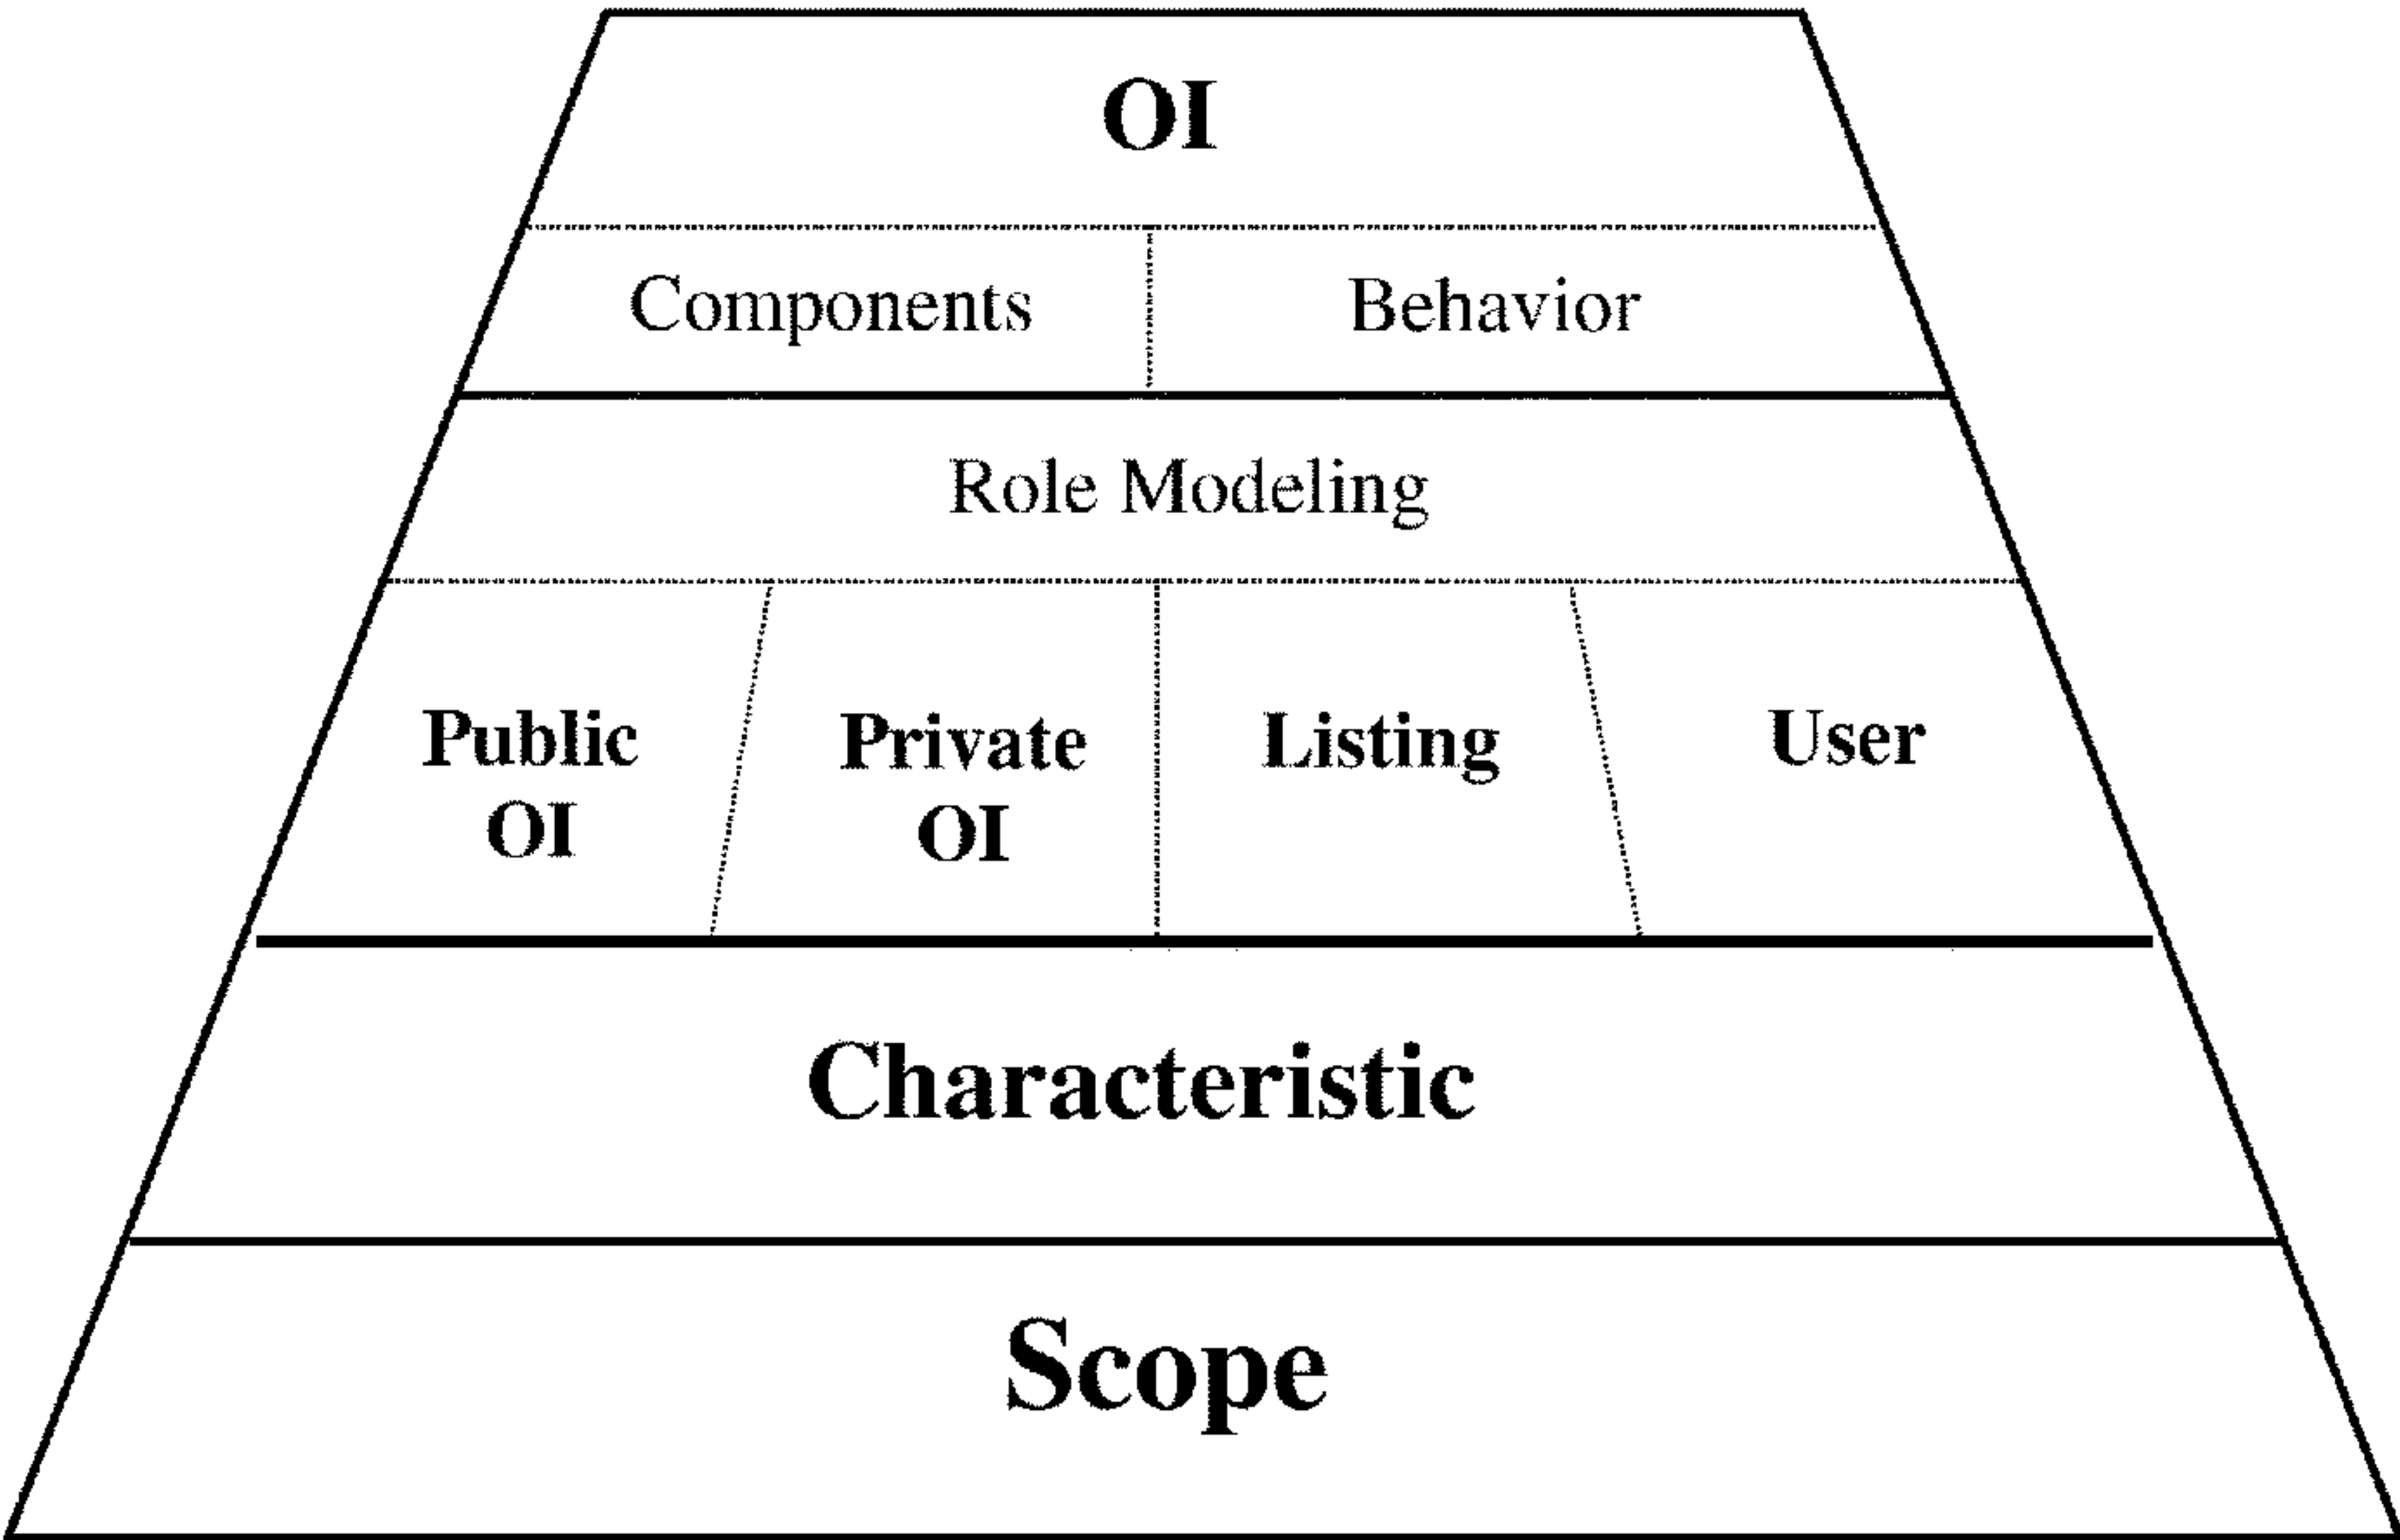 OI
Components Behavior
Role Modeling
Public Private Listing User
OI OI
Characteristic
Scope